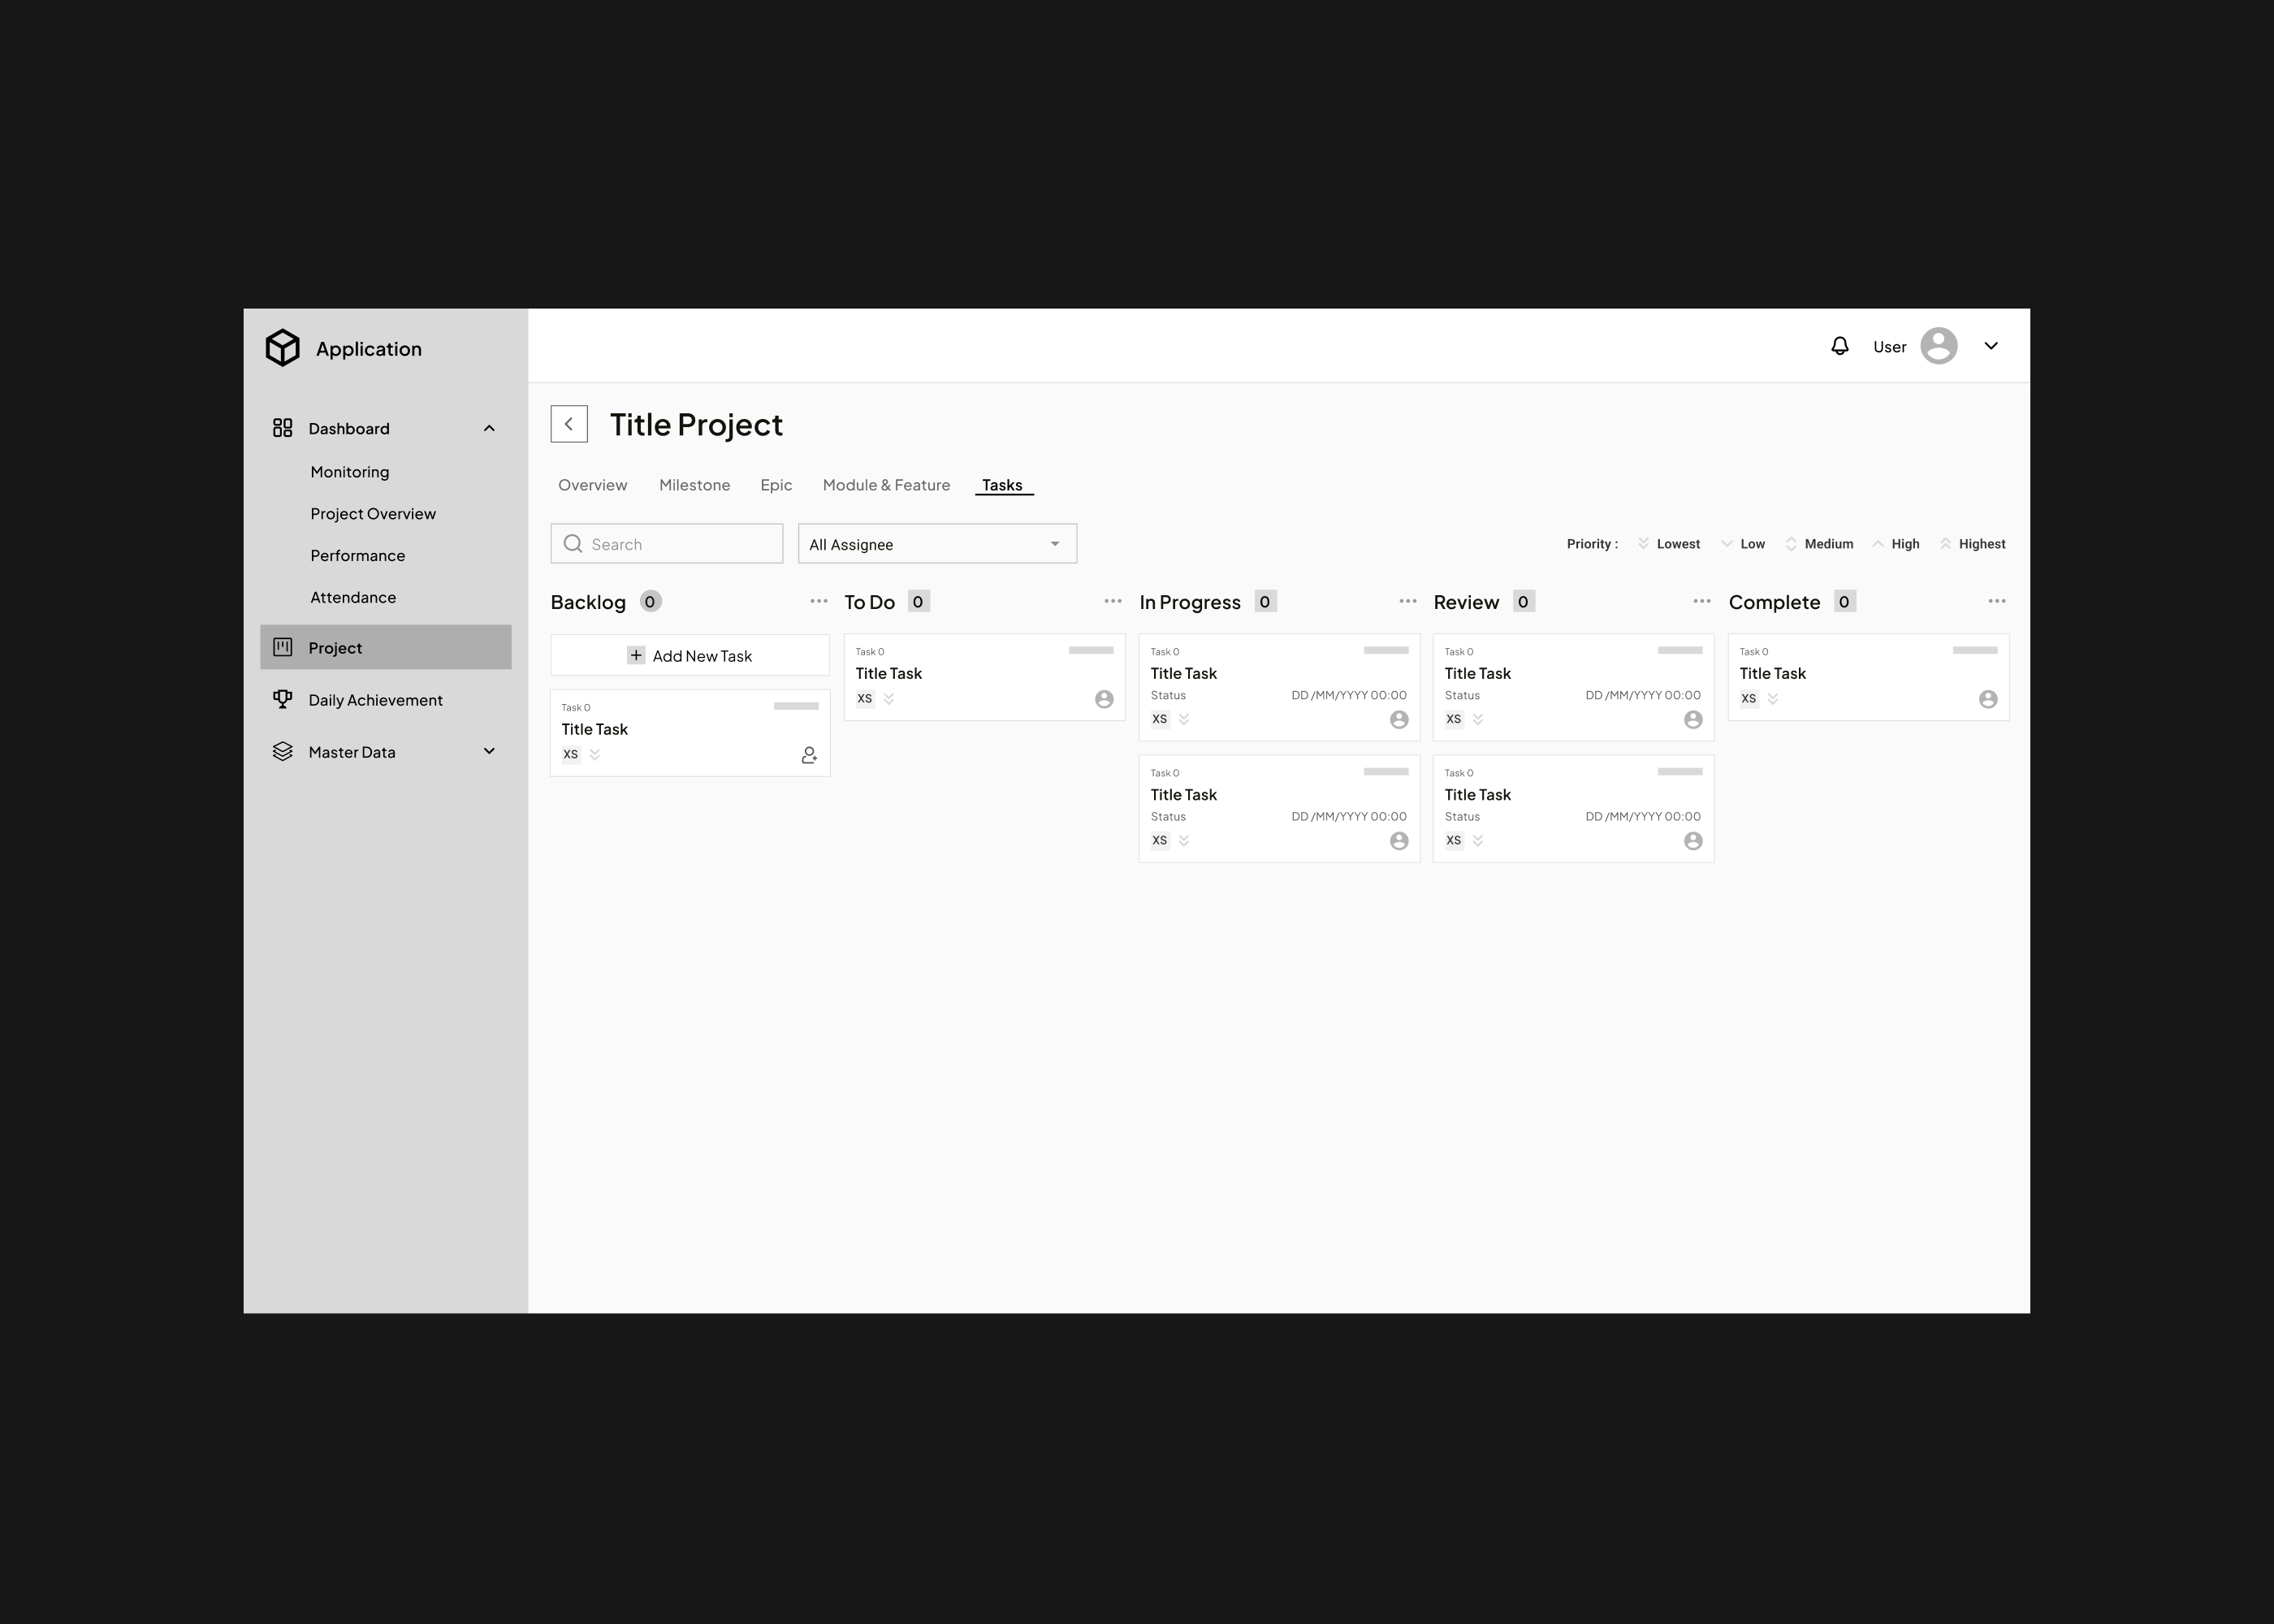 Application
User
Dashboard
Monitoring
Project Overview
Performance
Attendance
Project
Daily Achievement
Master Data
Title Project
Overview Milestone Epic Module & Feature Tasks
Search All Assignee Priority : Lowest Low Medium High Highest
Backlog 0
Add New Task
Task 0
Title Task
XS
To Do 0
Task 0
Title Task
XS
In Progress 0
Task 0
Title Task
Status DD /MM/YYYY 00:00
XS
Task 0
Title Task
Status DD /MM/YYYY 00:00
XS
Review 0
Task 0
Title Task
Status DD /MM/YYYY 00:00
XS
Task 0
Title Task
Status DD /MM/YYYY 00:00
XS
Complete 0
Task 0
Title Task
XS